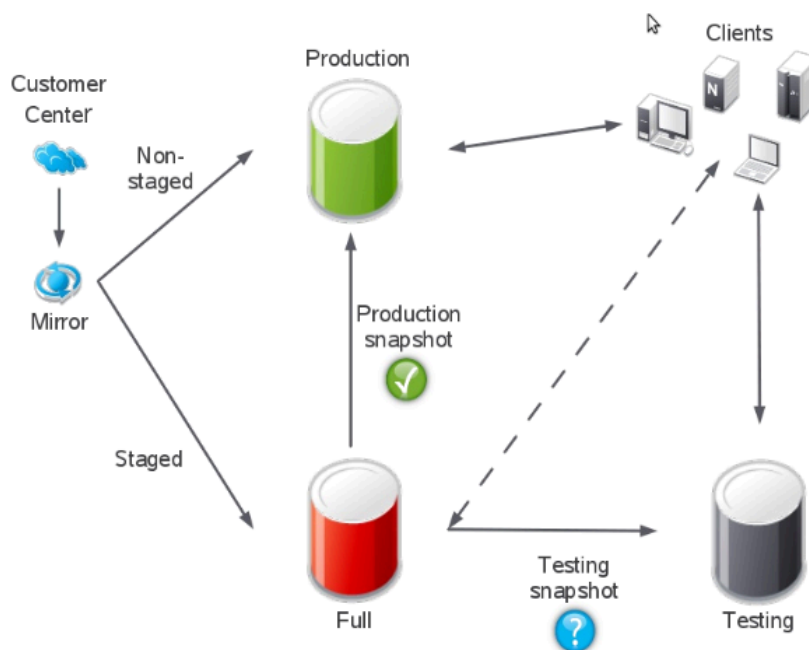 Clients
Production
Customer
Center
N
Non-
staged
Mirror
Production
snapshot
Staged
Testing
snapshot
?
Full
Testing